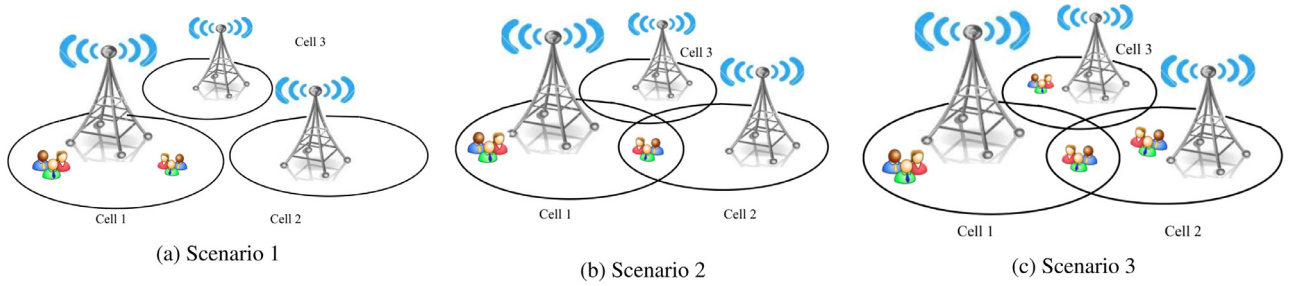 Cell 3
Cell 1
Cell 2
(a) Scenario 1
Cell 3
Cell 1
Cell 2
(b) Scenario 2
Cell 3
Cell 1
Cell 2
(c) Scenario 3